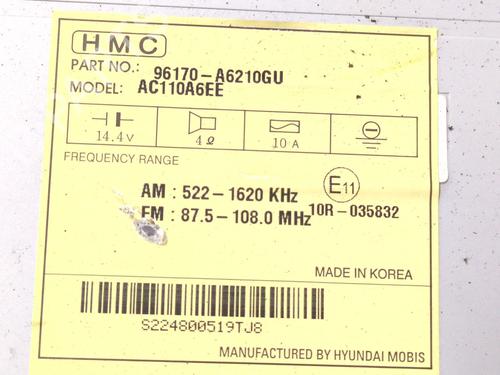 HMC
PART NO.: 96170-A6210GU
MODEL: AC110A6EE
14.4V 4Ω 10A
FREQUENCY RANGE
AM : 522-1620 KHz
E11
FM : 87.5-108.0 MHz 10R-035832
MADE IN KOREA
S224800519TJ8
MANUFACTURED BY HYUNDAI MOBIS